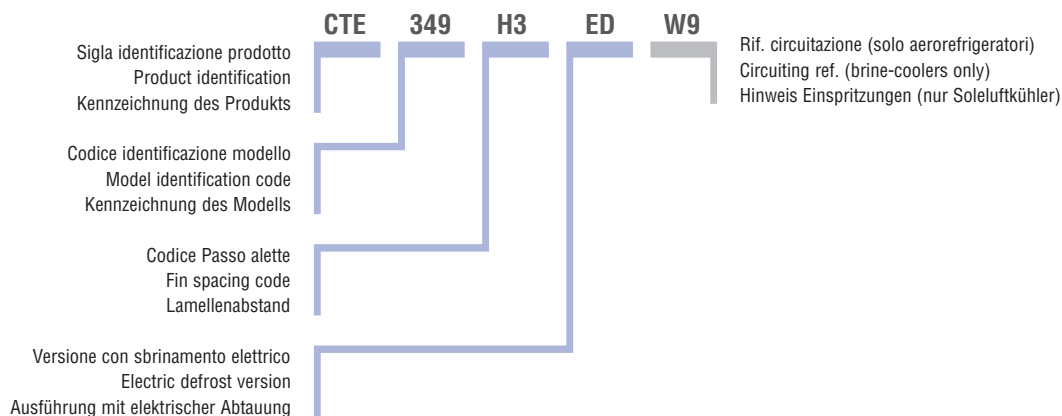 CTE 349 H3 ED W9
Sigla identificazione prodotto
Product identification
Kennzeichnung des Produkts
Rif. circuitazione (solo aerorefrigeratori)
Circuiting ref. (brine-coolers only)
Hinweis Einspritzungen (nur Soleluftkühler)
Codice identificazione modello
Model identification code
Kennzeichnung des Modells
Codice Passo alette
Fin spacing code
Lamellenabstand
Versione con sbrinamento elettrico
Electric defrost version
Ausführung mit elektrischer Abtauung